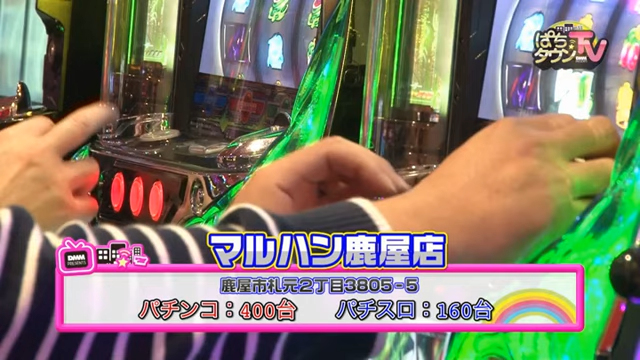 ぱち
タウン
TV
DMM
PRESENTS
マルハン鹿屋店
鹿屋市札元2丁目3805-5
パチンコ：400台 パチスロ：160台